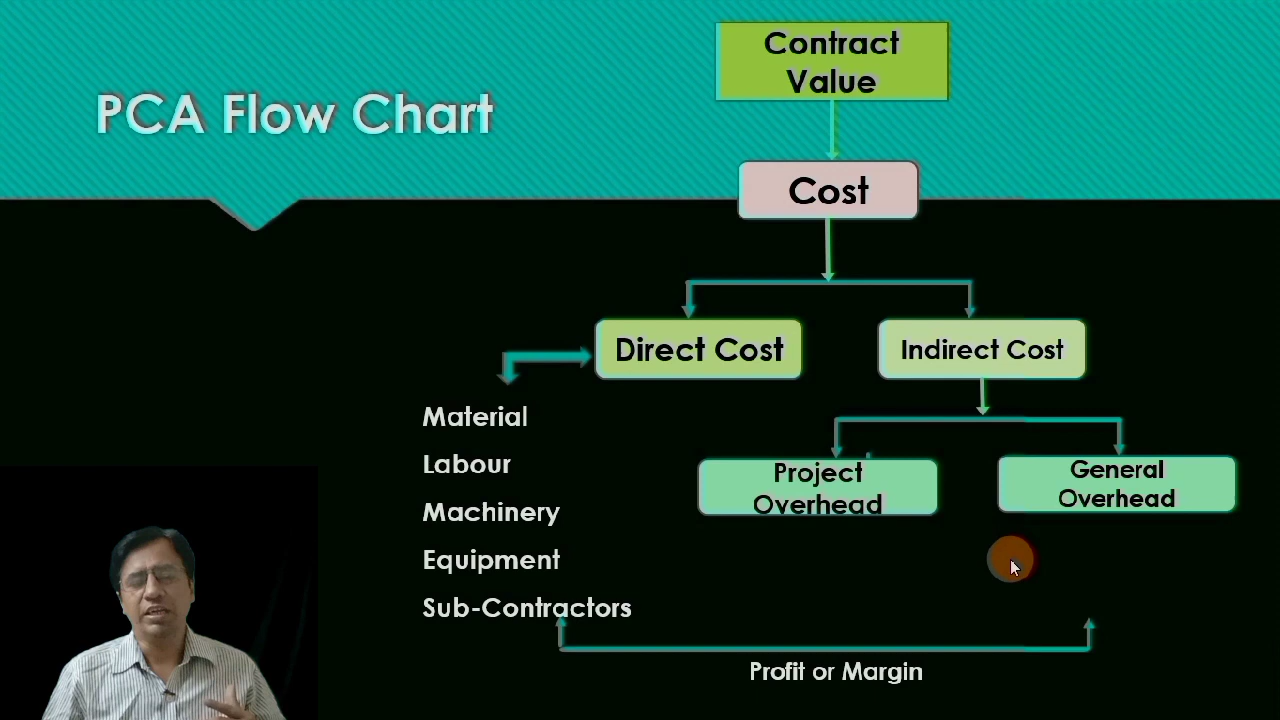 PCA Flow Chart
Contract
Value
Cost
Direct Cost
Indirect Cost
Material
Labour
Machinery
Equipment
Sub-Contractors
Project
Overhead
General
Overhead
Profit or Margin